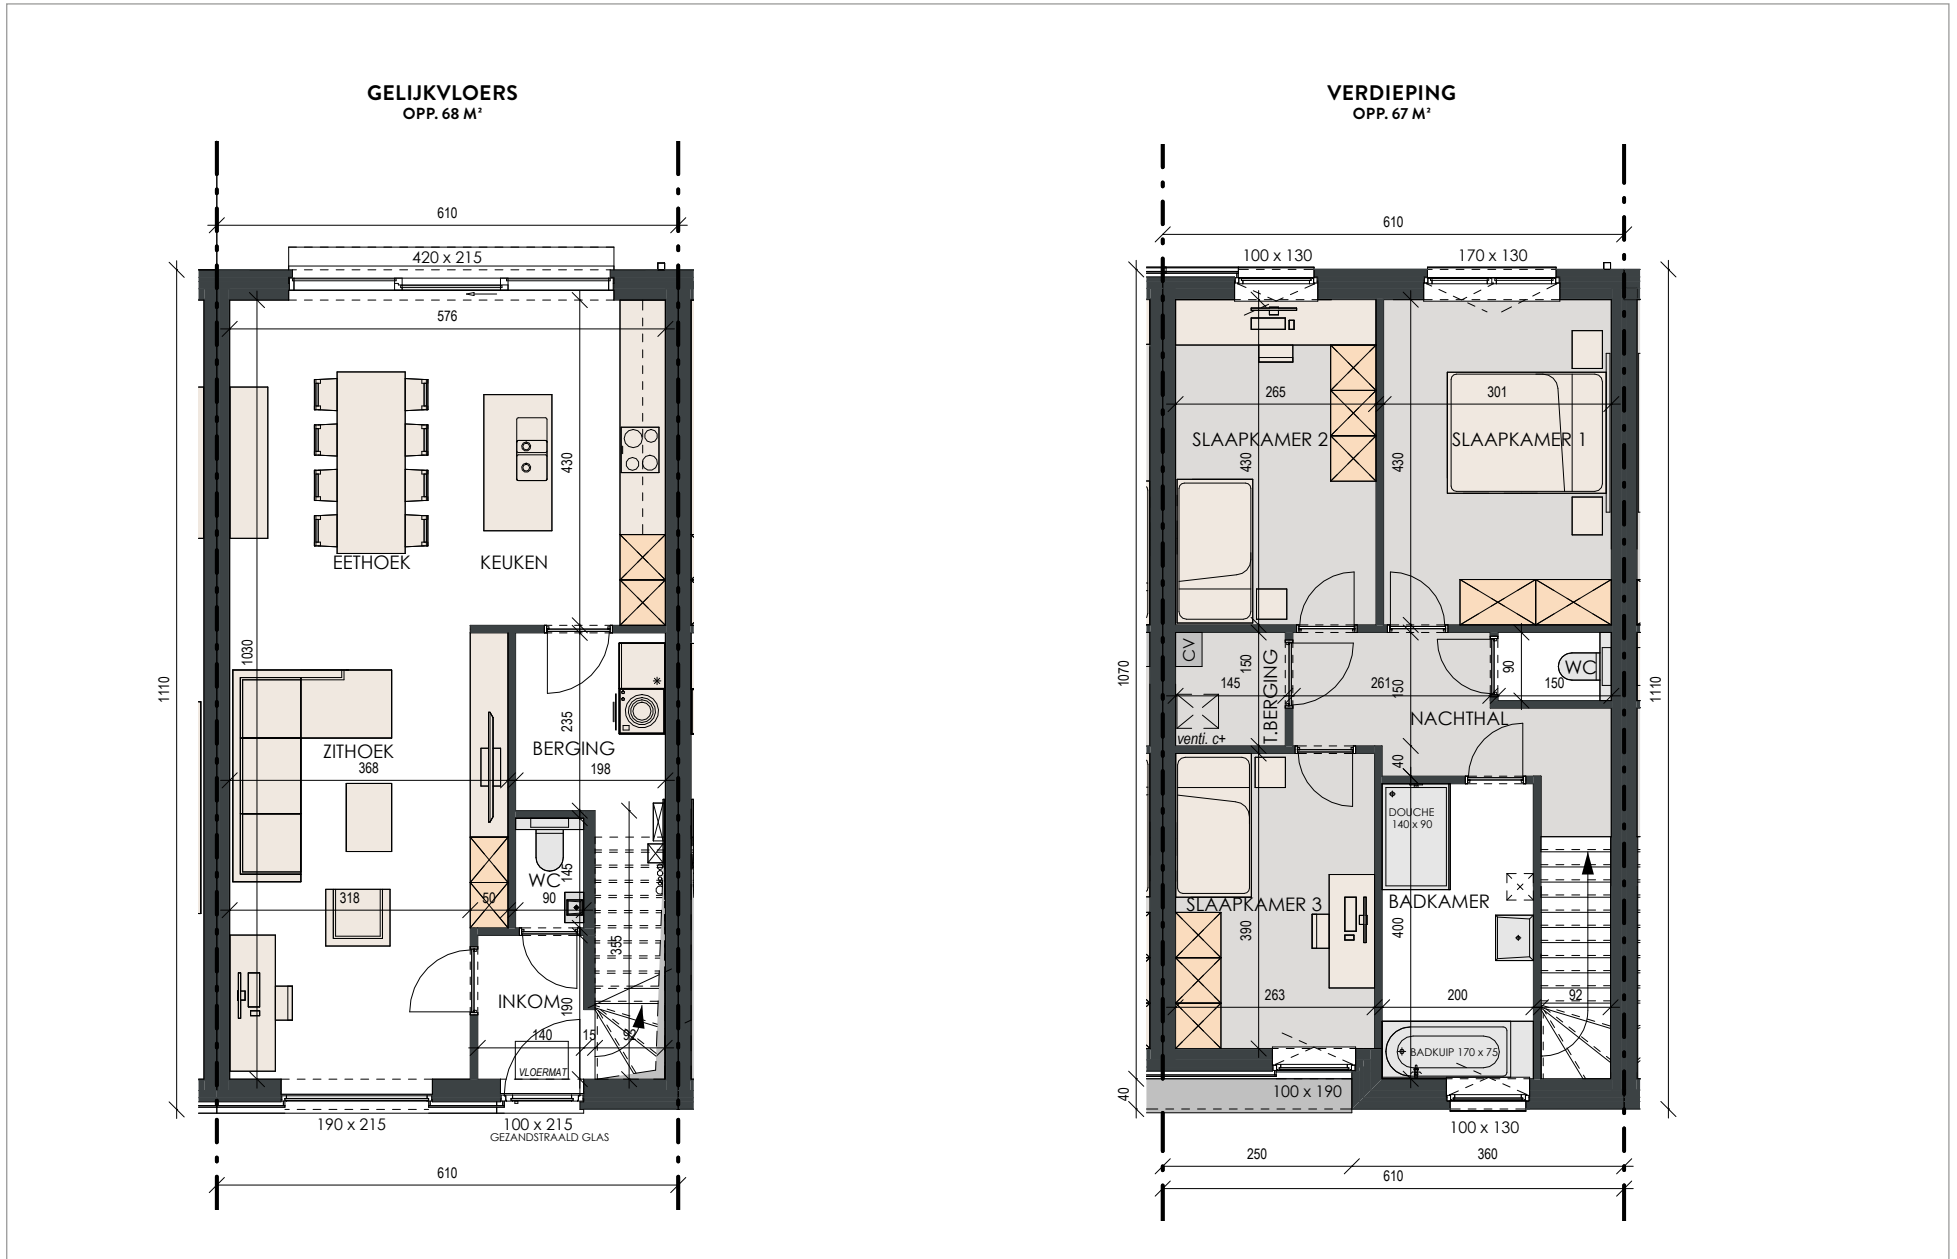 GELIJKVLOERS
OPP. 68 M²
610
420 x 215
576
430
EETHOEK
KEUKEN
1030
1110
235
BERGING
ZITHOEK
368
198
145
WC
318
50
90
355
INKOM
190
140
15
92
VLOERMAT
190 x 215
100 x 215
GEZANDSTRAALD GLAS
610
VERDIEPING
OPP. 67 M²
610
100 x 130
170 x 130
265
301
SLAAPKAMER 2
SLAAPKAMER 1
430
430
CV
150
T.BERGING
90
WC
1070
145
261
150
150
1110
NACHTHAL
venti. c+
40
DOUCHE
140 x 90
SLAAPKAMER 3
BADKAMER
390
400
263
200
92
BADKUIP 170 x 75
40
100 x 190
100 x 130
250
360
610